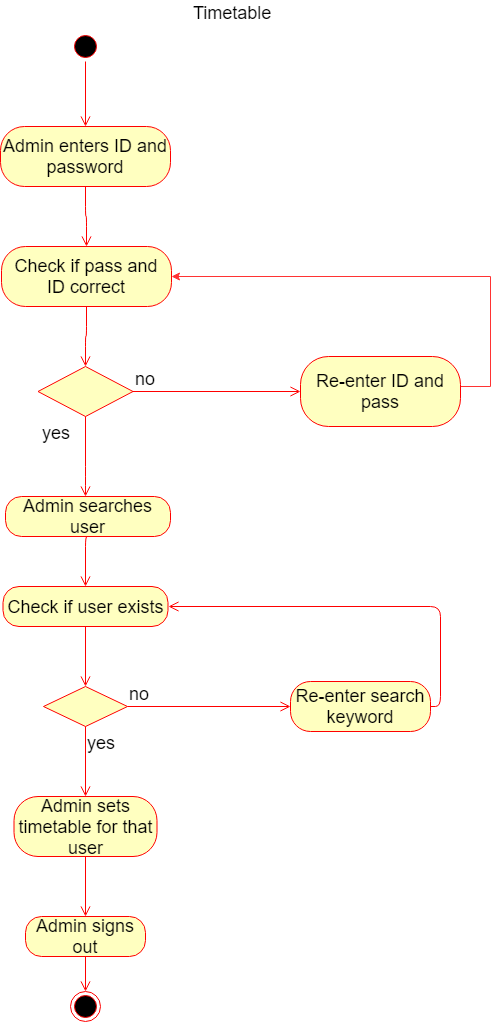 Timetable
Admin enters ID and
password
Check if pass and
ID correct
no
Re-enter ID and
pass
yes
Admin searches
user
Check if user exists
no
Re-enter search
keyword
yes
Admin sets
timetable for that
user
Admin signs
out